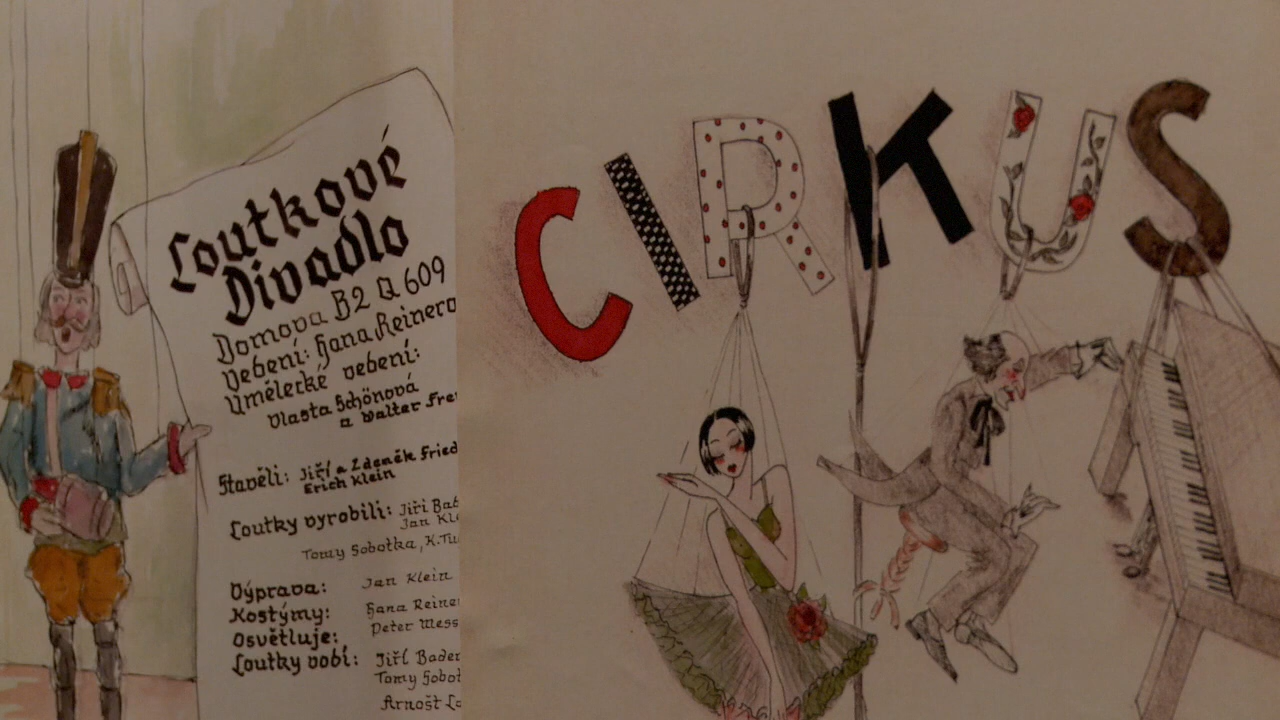 Loutkové
Divadlo
Domova B2 Q 609
Vedení: Hana Reinero
Umělecké vedení:
Vlasta Schönová
a Walter Fre
Stavěli: Jiří a Zdeněk Fried
Erich Klein
Loutky vyrobili: Jiří Bab
Jan Kle
Tomy Sobotka, K.Tu
Výprava: Jan Klein
Kostýmy: Hana Reine
Osvětluje: Peter Mess
Loutky vodí: Jiří Bader
Tomy Sobot
Arnošt Lo
CIRKUS